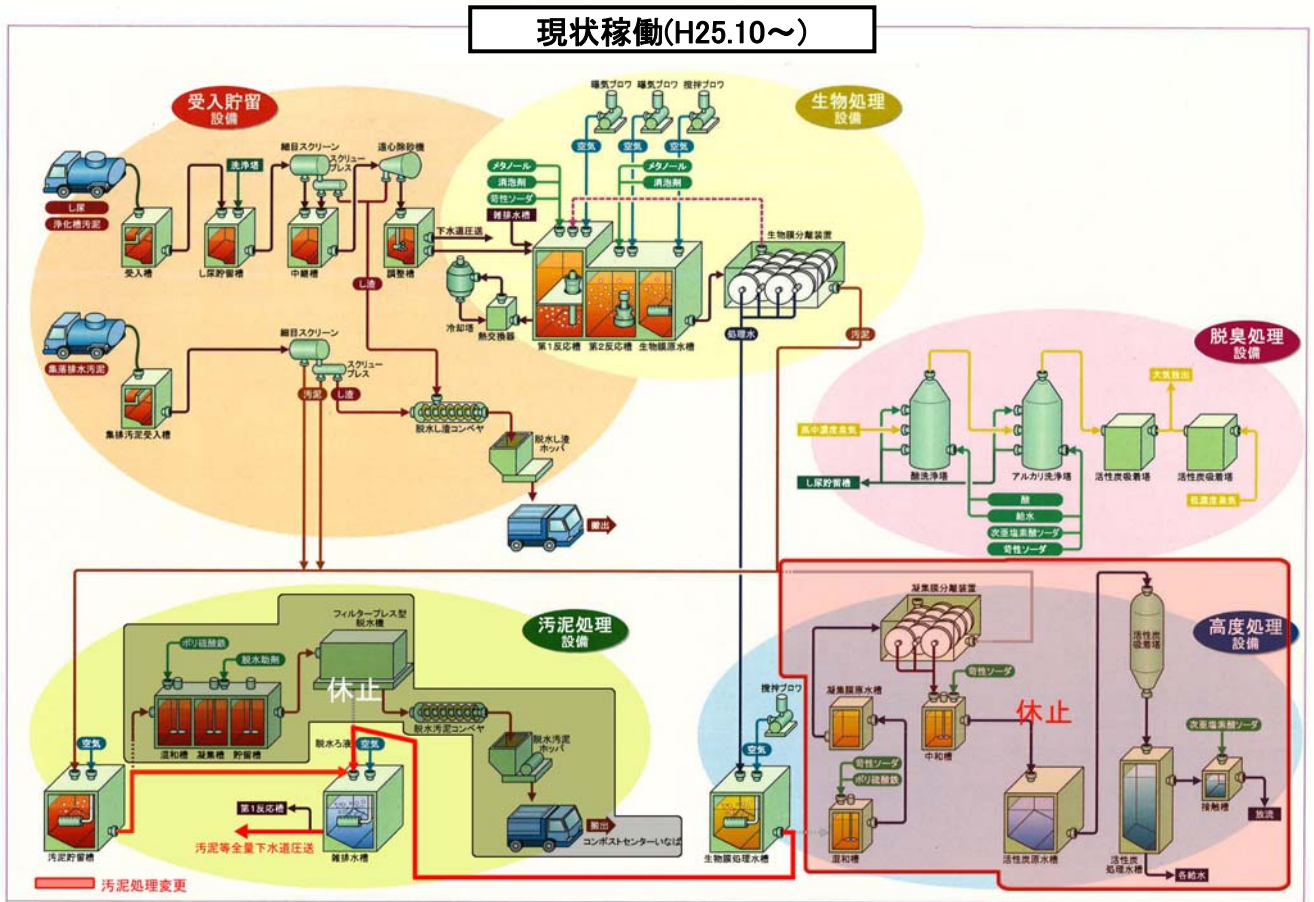 現状稼働(H25.10～)
受入貯留
設備
生物処理
設備
曝気ブロワ
曝気ブロワ
撹拌ブロワ
空気
空気
空気
細目スクリーン
スクリュー
プレス
遠心除砂機
洗浄塔
し尿
浄化槽汚泥
受入槽
し尿貯留槽
中継槽
調整槽
下水道圧送
し渣
メタノール
消泡剤
苛性ソーダ
雑排水槽
メタノール
消泡剤
生物膜分離装置
冷却塔
熱交換器
第1反応槽
第2反応槽
生物膜原水槽
処理水
汚泥
集落排水汚泥
細目スクリーン
スクリュー
プレス
汚泥
し渣
集排汚泥受入槽
脱水し渣コンベヤ
脱水し渣
ホッパ
搬出
脱臭処理
設備
大気放出
高中濃度臭気
し尿貯留槽
酸洗浄塔
アルカリ洗浄塔
活性炭吸着塔
活性炭吸着塔
低濃度臭気
酸
給水
次亜塩素酸ソーダ
苛性ソーダ
汚泥処理
設備
フィルタープレス型
脱水機
ポリ硫酸鉄
脱水助剤
休止
混和槽
凝集槽
貯留槽
脱水汚泥コンベヤ
脱水汚泥
ホッパ
空気
脱水ろ液
空気
第1反応槽
汚泥等全量下水道圧送
汚泥貯留槽
雑排水槽
搬出
コンポストセンターいなば
汚泥処理変更
高度処理
設備
凝集膜分離装置
活性炭
吸着塔
撹拌ブロワ
凝集膜原水槽
苛性ソーダ
休止
中和槽
次亜塩素酸ソーダ
空気
苛性ソーダ
ポリ硫酸鉄
接触槽
放流
生物膜処理水槽
混和槽
活性炭原水槽
活性炭
処理水槽
各給水